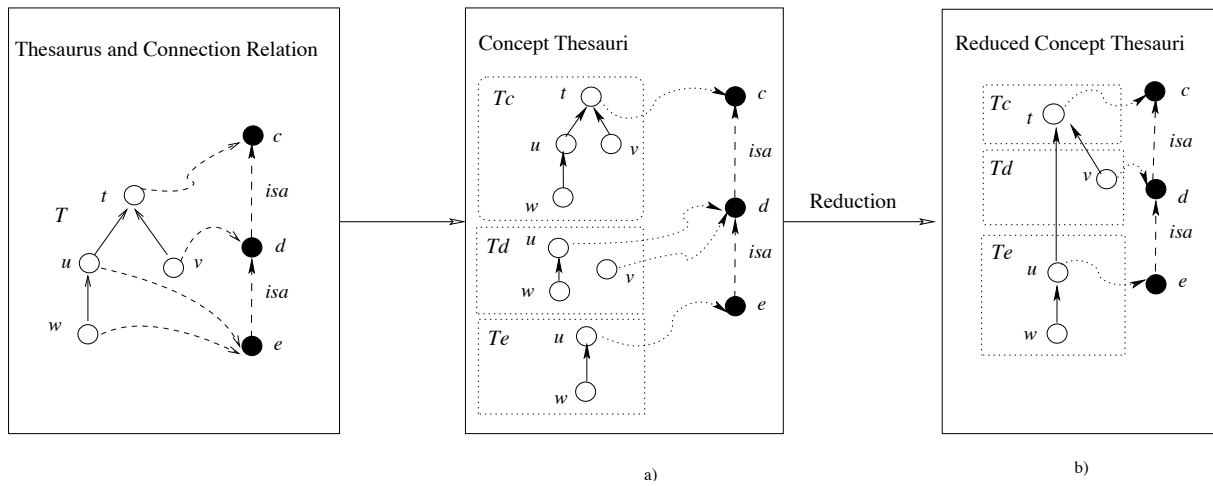 Thesaurus and Connection Relation
T
t
u
v
w
c
isa
d
isa
e
Concept Thesauri
Tc
t
u
v
w
Td
u
w
v
Te
u
w
c
isa
d
isa
e
a)
Reduction
Reduced Concept Thesauri
Tc
t
Td
v
Te
u
w
c
isa
d
isa
e
b)